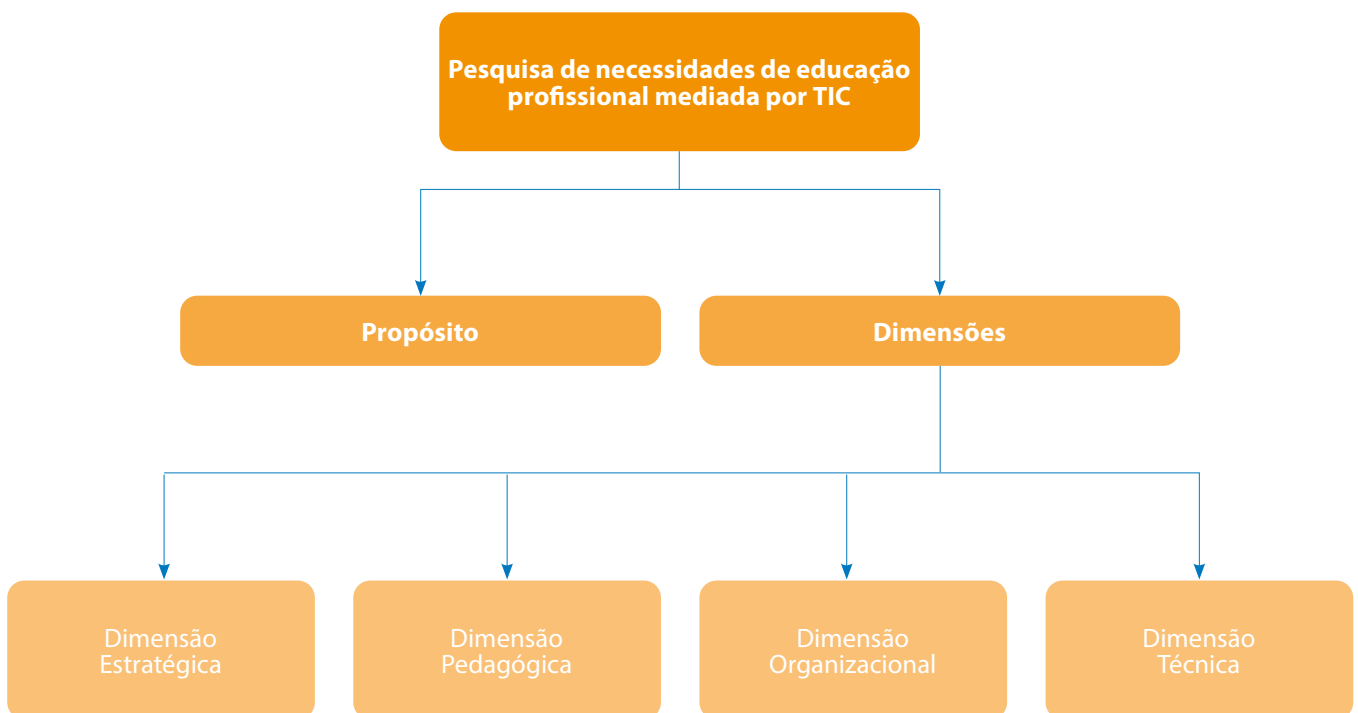 Pesquisa de necessidades de educação
profissional mediada por TIC
Propósito
Dimensões
Dimensão
Estratégica
Dimensão
Pedagógica
Dimensão
Organizacional
Dimensão
Técnica